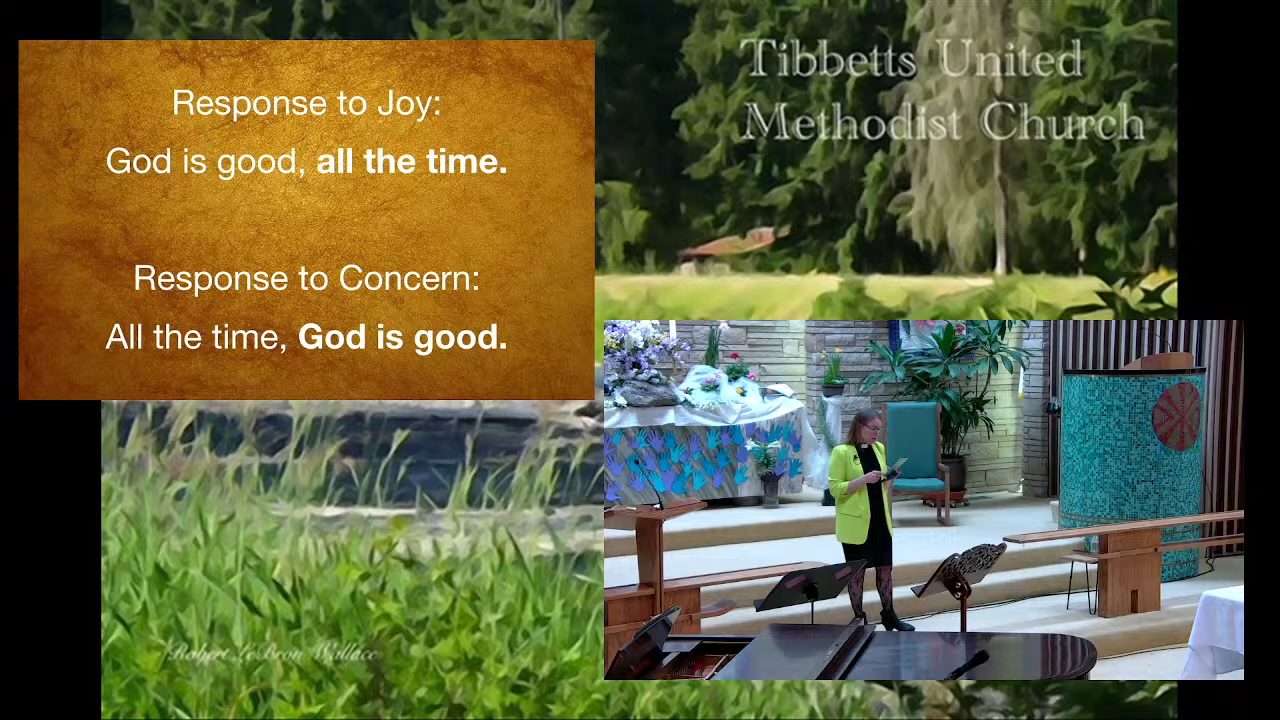 Response to Joy:
God is good, all the time.
Response to Concern:
All the time, God is good.
Tibbetts United
Methodist Church
Robert LeBron Wallace